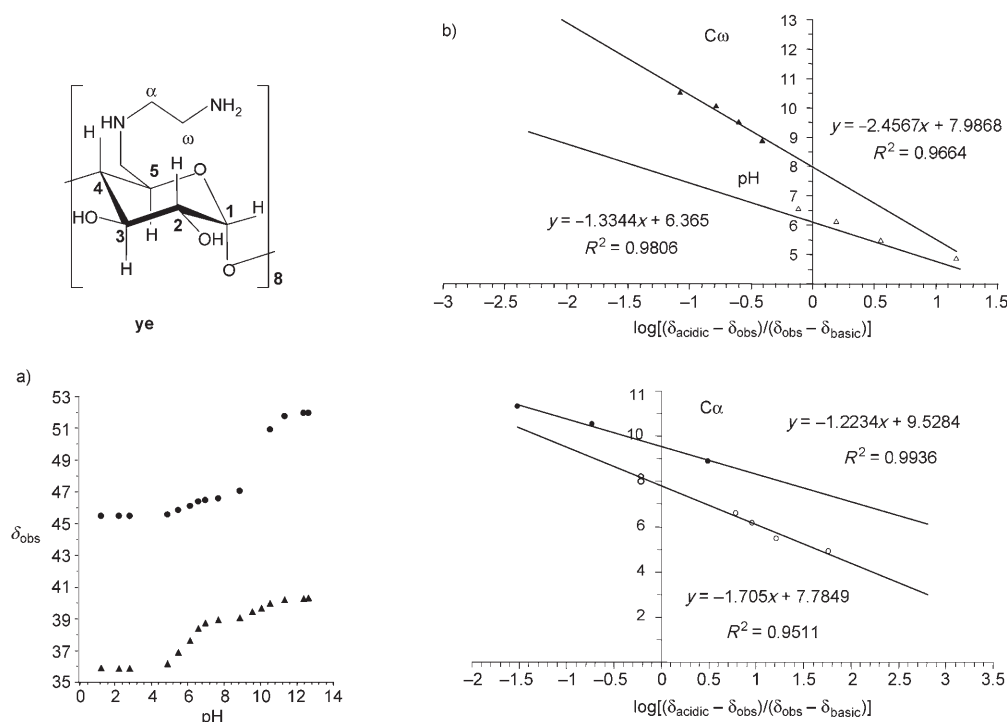 α
HN
NH2
ω
H
5
H
O
4
1
H
HO
2
3
H
OH
H
O
8
ye
a)
53
51
49
47
δobs
45
43
41
39
37
35
0 2 4 6 8 10 12 14
pH
b)
Cω
13
12
11
10
9
8
7
6
5
y = –2.4567x + 7.9868
R² = 0.9664
pH
y = –1.3344x + 6.365
R² = 0.9806
–3 –2.5 –2 –1.5 –1 –0.5 0 0.5 1 1.5
log[(δacidic – δobs)/(δobs – δbasic)]
Cα
11
10
8
6
4
2
y = –1.2234x + 9.5284
R² = 0.9936
y = –1.705x + 7.7849
R² = 0.9511
–2 –1.5 –1 –0.5 0 0.5 1 1.5 2 2.5 3 3.5
log[(δacidic – δobs)/(δobs – δbasic)]